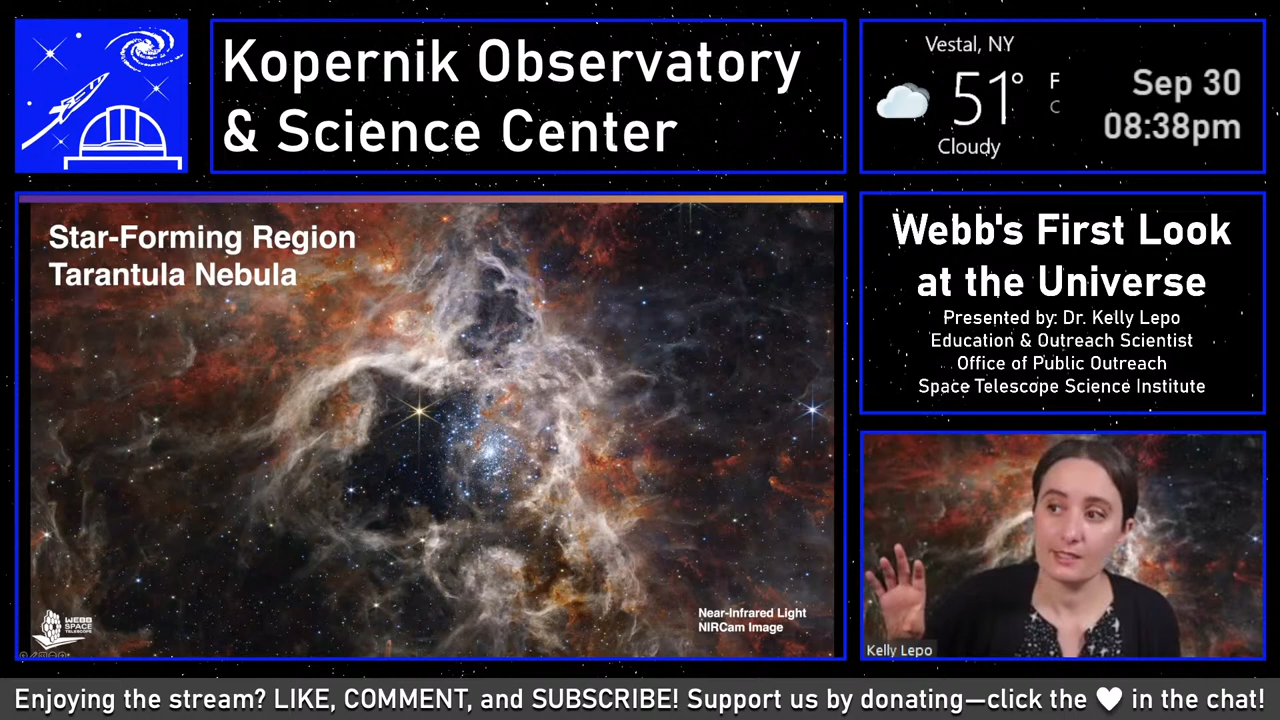 Kopernik Observatory
& Science Center
Vestal, NY
51°
F
C
Cloudy
Sep 30
08:38pm
Star-Forming Region
Tarantula Nebula
WEBB
SPACE
TELESCOPE
Near-Infrared Light
NIRCam Image
Webb's First Look
at the Universe
Presented by: Dr. Kelly Lepo
Education & Outreach Scientist
Office of Public Outreach
Space Telescope Science Institute
Kelly Lepo
Enjoying the stream? LIKE, COMMENT, and SUBSCRIBE! Support us by donating—click the ♥ in the chat!